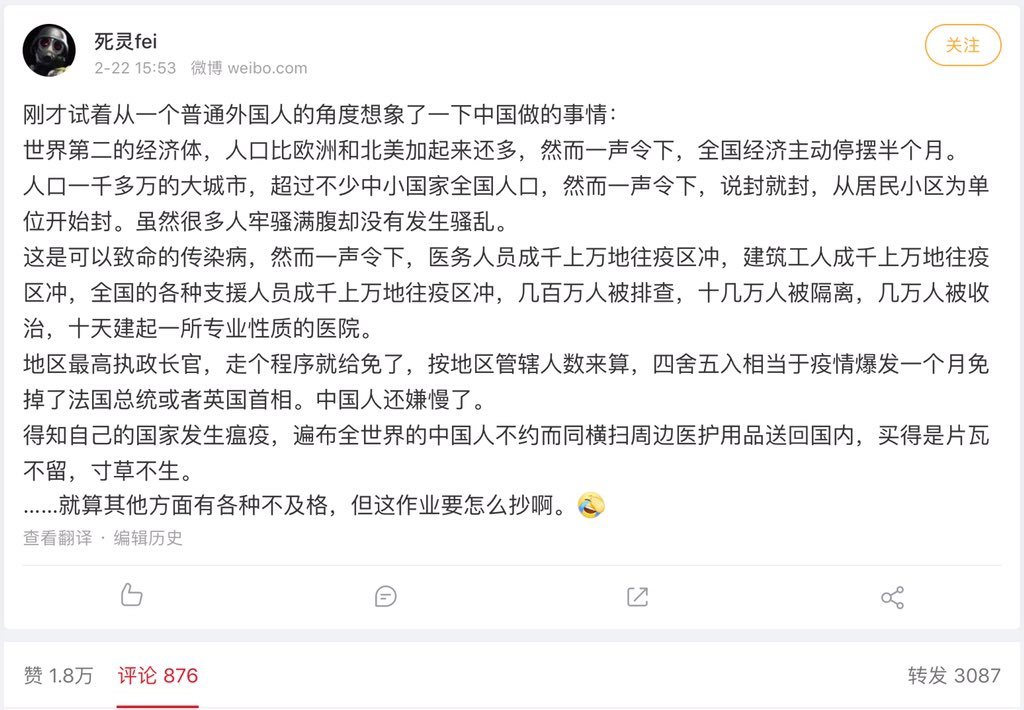 死灵fei
关注
2-22 15:53 微博 weibo.com
刚才试着从一个普通外国人的角度想象了一下中国做的事情：
世界第二的经济体，人口比欧洲和北美加起来还多，然而一声令下，全国经济主动停摆半个月。
人口一千多万的大城市，超过不少中小国家全国人口，然而一声令下，说封就封，从居民小区为单
位开始封。虽然很多人牢骚满腹却没有发生骚乱。
这是可以致命的传染病，然而一声令下，医务人员成千上万地往疫区冲，建筑工人成千上万地往疫
区冲，全国的各种支援人员成千上万地往疫区冲，几百万人被排查，十几万人被隔离，几万人被收
治，十天建起一所专业性质的医院。
地区最高执政长官，走个程序就给免了，按地区管辖人数来算，四舍五入相当于疫情爆发一个月免
掉了法国总统或者英国首相。中国人还嫌慢了。
得知自己的国家发生瘟疫，遍布全世界的中国人不约而同横扫周边医护用品送回国内，买得是片瓦
不留，寸草不生。
……就算其他方面有各种不及格，但这作业要怎么抄啊。🤣
查看翻译 · 编辑历史
赞 1.8万 评论 876 转发 3087